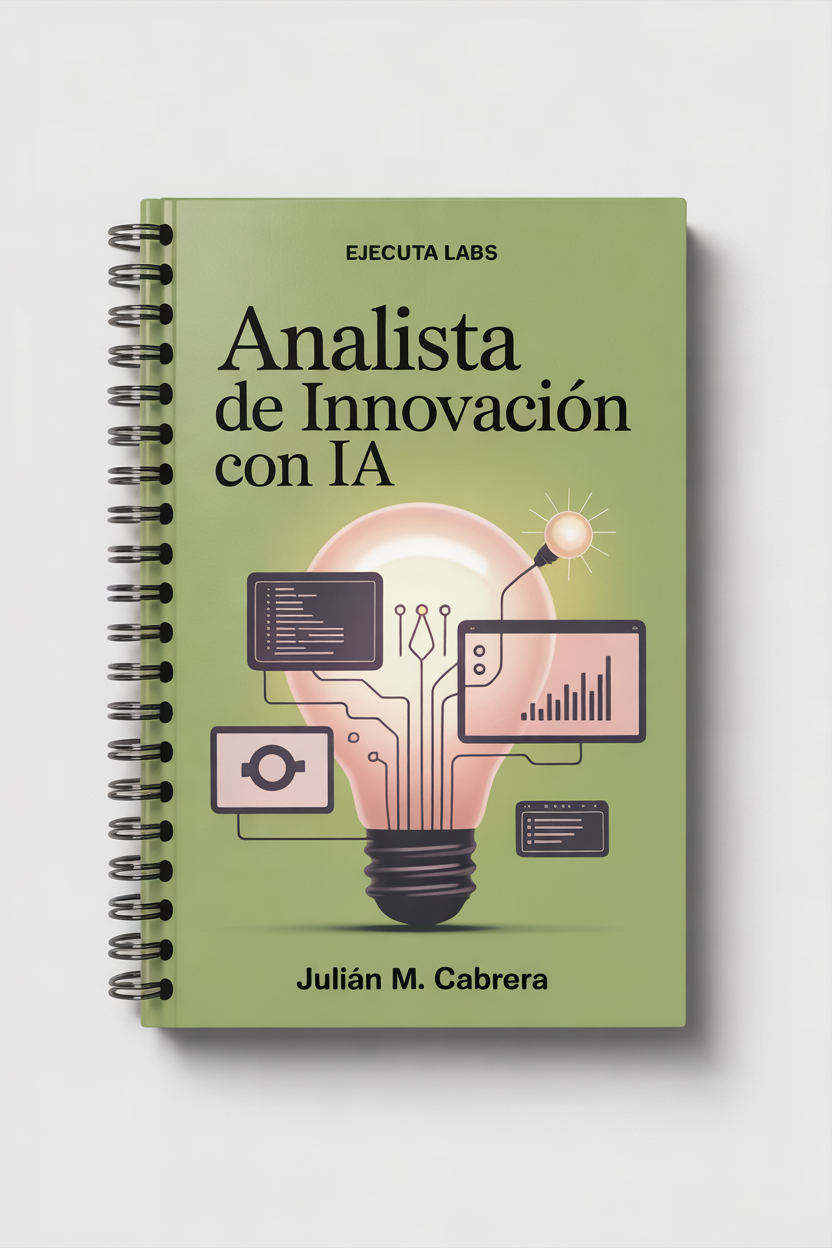 EJECUTA LABS
Analista
de Innovación
con IA
Julián M. Cabrera